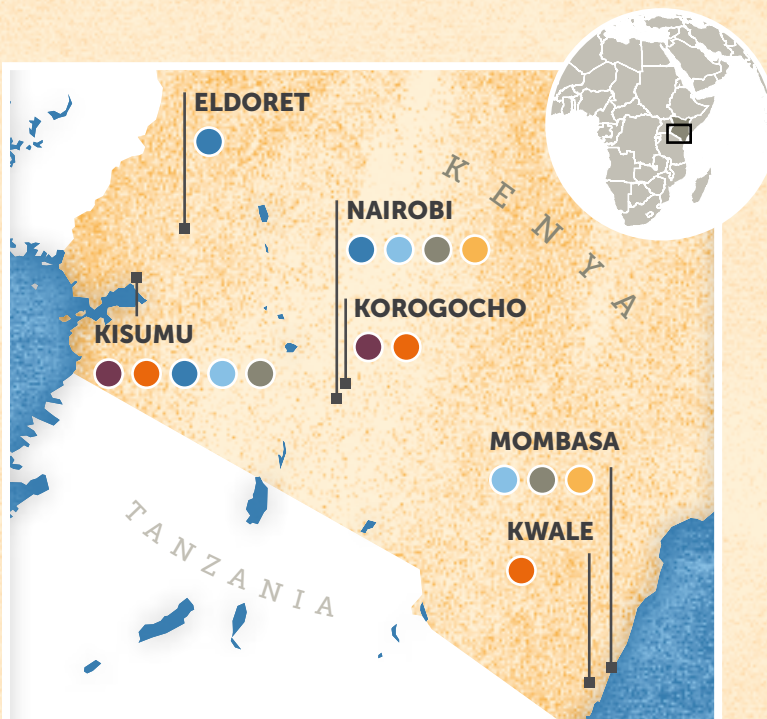 ELDORET
KENYA
NAIROBI
KOROGOCHO
KISUMU
MOMBASA
KWALE
TANZANIA